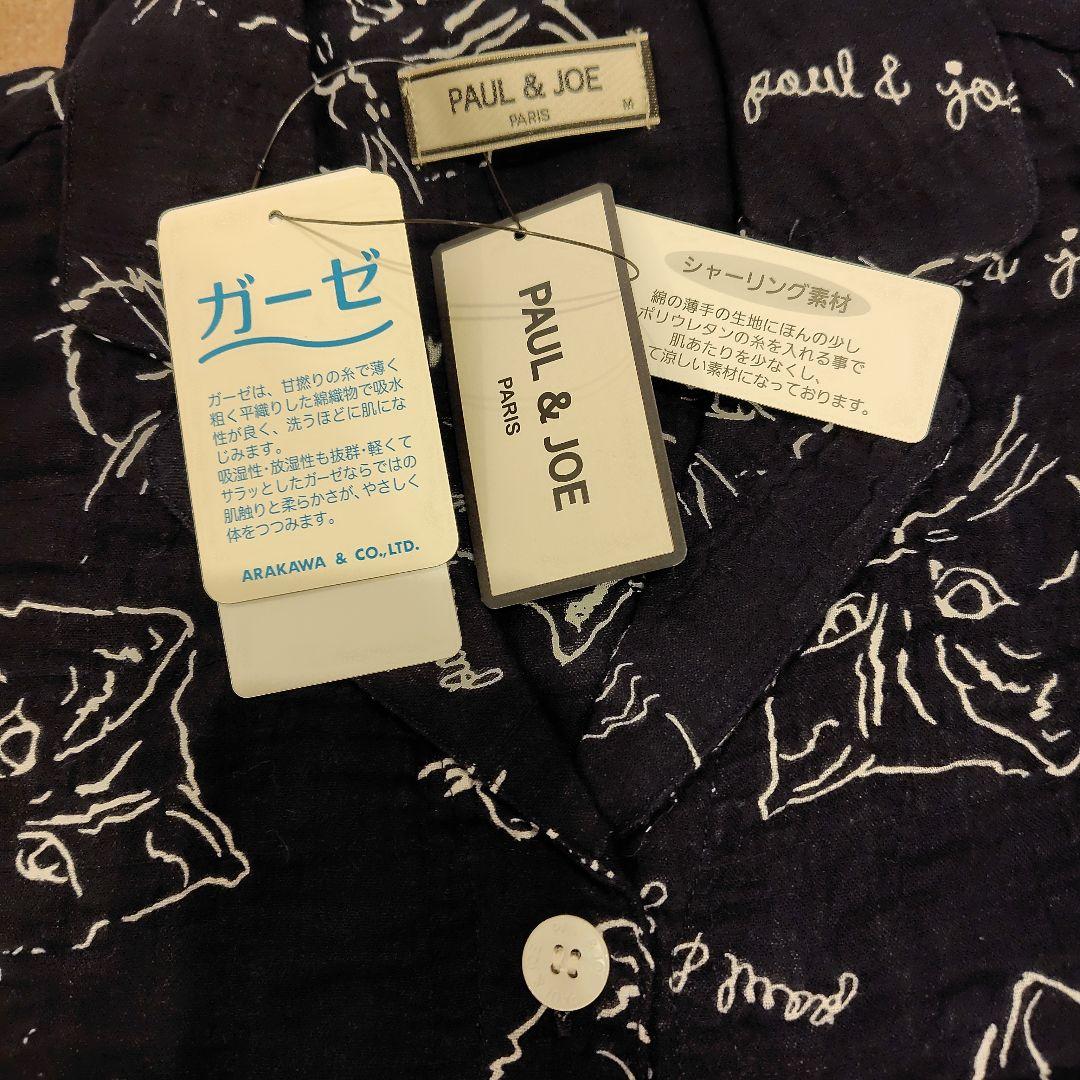 PAUL & JOE
PARIS
M
paul & jo
ガーゼ
ガーゼは、甘撚りの糸で薄く
粗く平織りした綿織物で吸水
性が良く、洗うほどに肌にな
じみます。
吸湿性・放湿性も抜群・軽くて
サラッとしたガーゼならではの
肌触りと柔らかさが、やさしく
体をつつみます。
ARAKAWA & CO.,LTD.
PAUL & JOE
PARIS
シャーリング素材
綿の薄手の生地にほんの少し
ポリウレタンの糸を入れる事で
肌あたりを少なくし、
て涼しい素材になっております。
& j
paul &